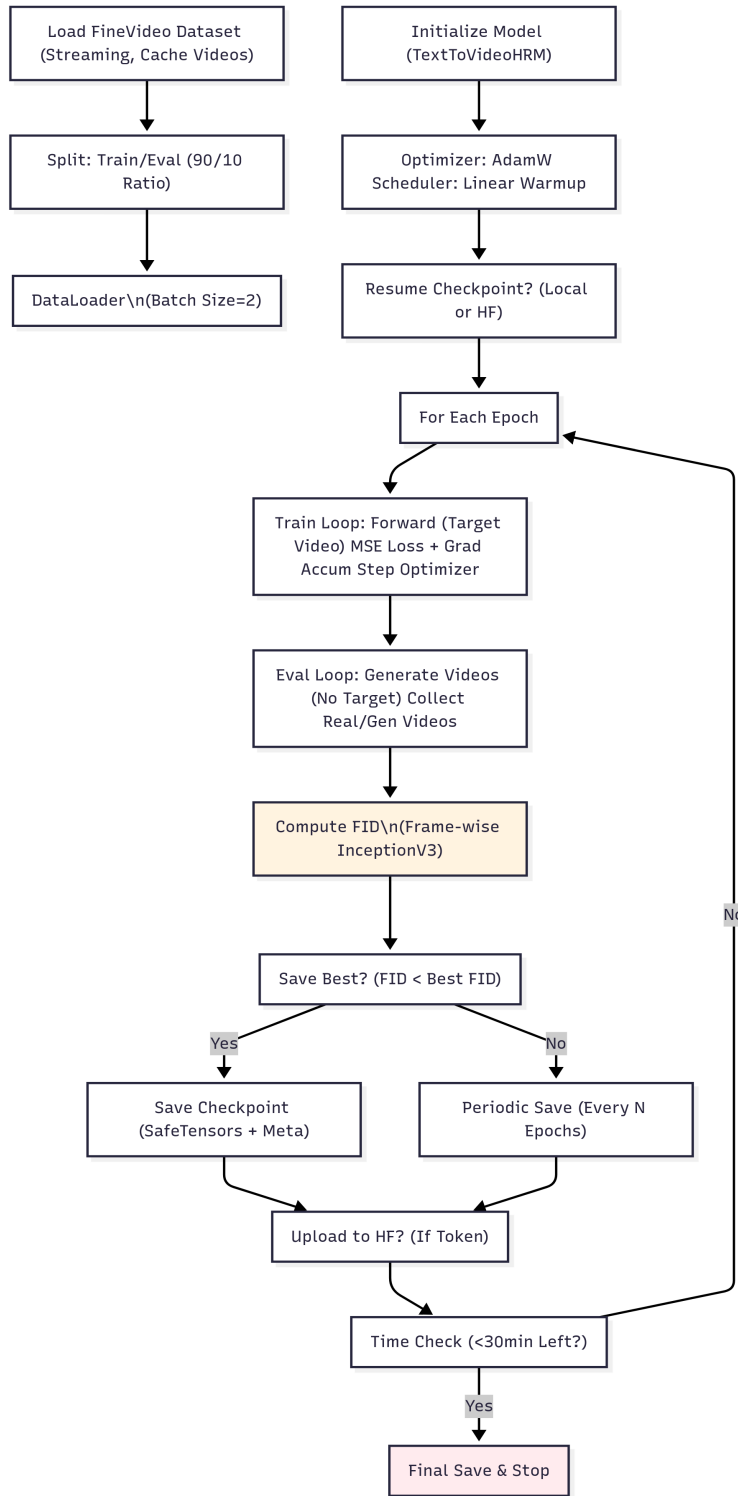 Load FineVideo Dataset
(Streaming, Cache Videos)
Split: Train/Eval (90/10
Ratio)
DataLoader\n(Batch Size=2)
Initialize Model
(TextToVideoHRM)
Optimizer: AdamW
Scheduler: Linear Warmup
Resume Checkpoint? (Local
or HF)
For Each Epoch
Train Loop: Forward (Target
Video) MSE Loss + Grad
Accum Step Optimizer
Eval Loop: Generate Videos
(No Target) Collect
Real/Gen Videos
Compute FID\n(Frame-wise
InceptionV3)
Save Best? (FID < Best FID)
Yes
No
Save Checkpoint
(SafeTensors + Meta)
Periodic Save (Every N
Epochs)
Upload to HF? (If Token)
Time Check (<30min Left?)
No
Yes
Final Save & Stop